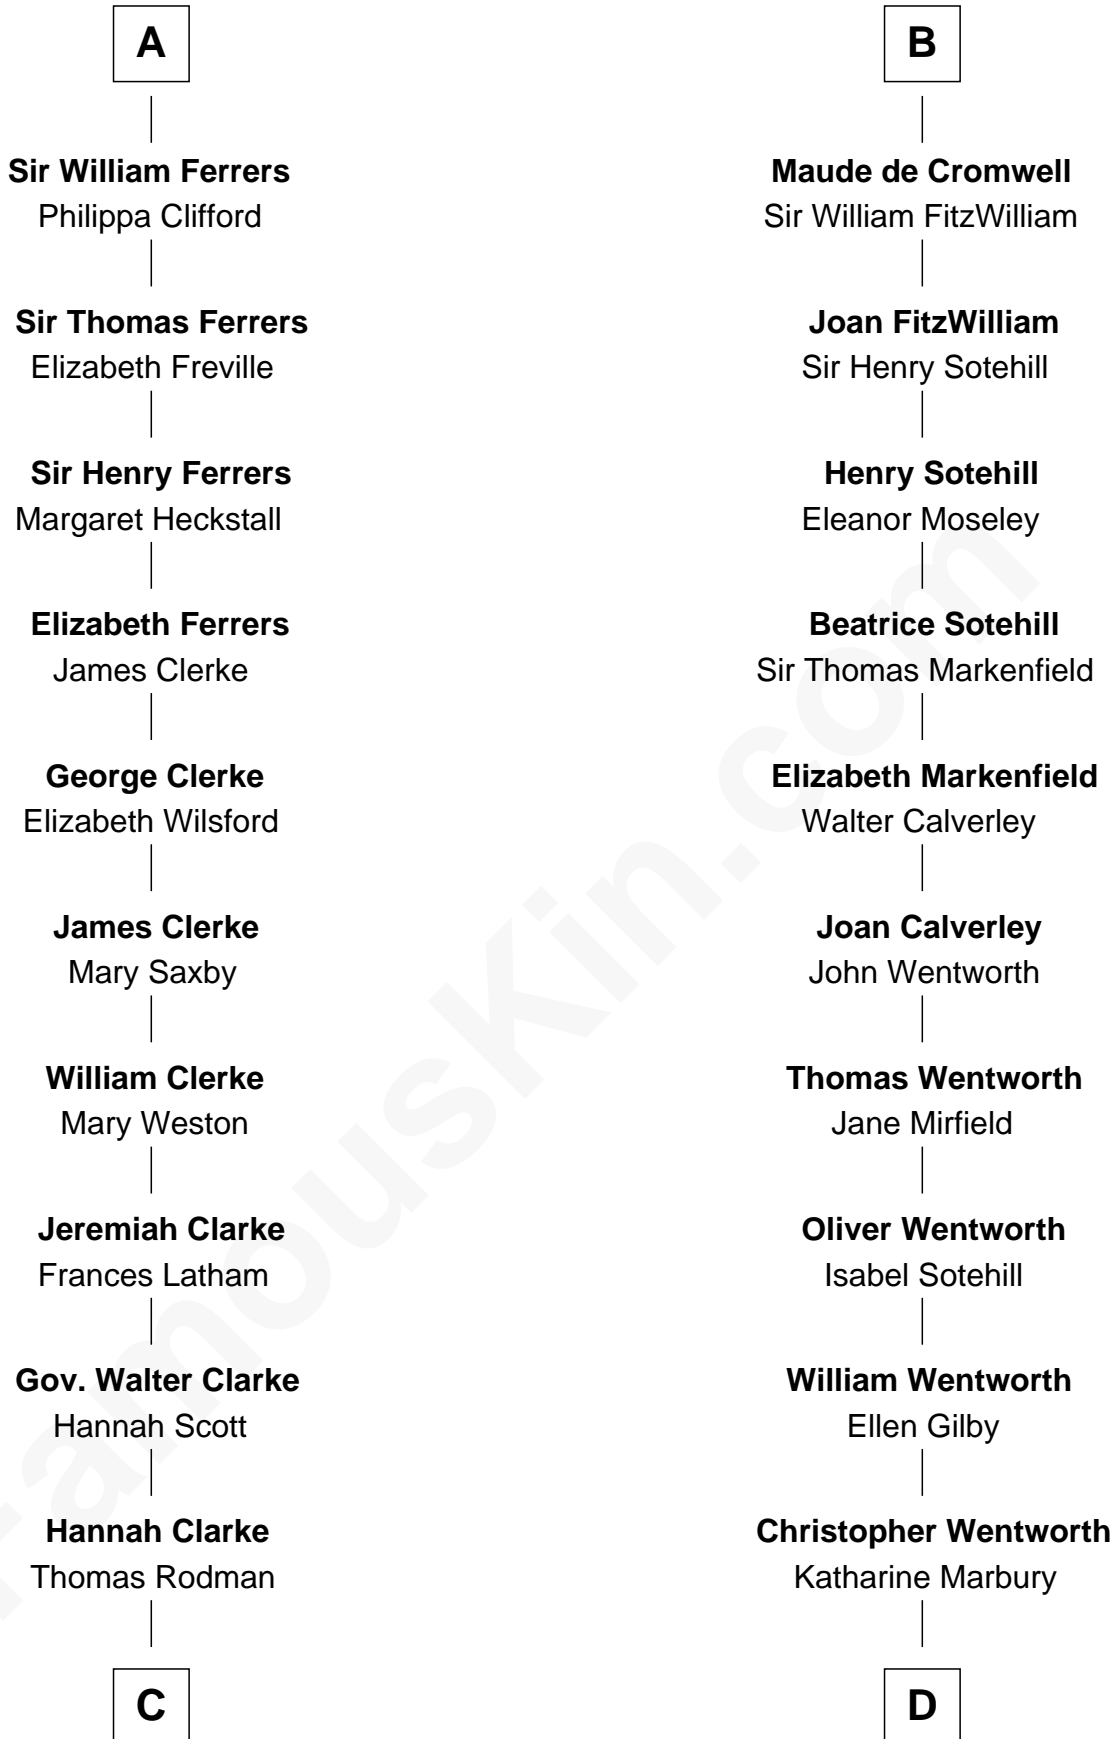 A
Sir William Ferrers
Philippa Clifford
Sir Thomas Ferrers
Elizabeth Freville
Sir Henry Ferrers
Margaret Heckstall
Elizabeth Ferrers
James Clerke
George Clerke
Elizabeth Wilsford
James Clerke
Mary Saxby
William Clerke
Mary Weston
Jeremiah Clarke
Frances Latham
Gov. Walter Clarke
Hannah Scott
Hannah Clarke
Thomas Rodman
C
B
Maude de Cromwell
Sir William FitzWilliam
Joan FitzWilliam
Sir Henry Sotehill
Henry Sotehill
Eleanor Moseley
Beatrice Sotehill
Sir Thomas Markenfield
Elizabeth Markenfield
Walter Calverley
Joan Calverley
John Wentworth
Thomas Wentworth
Jane Mirfield
Oliver Wentworth
Isabel Sotehill
William Wentworth
Ellen Gilby
Christopher Wentworth
Katharine Marbury
D
FamousKin.com